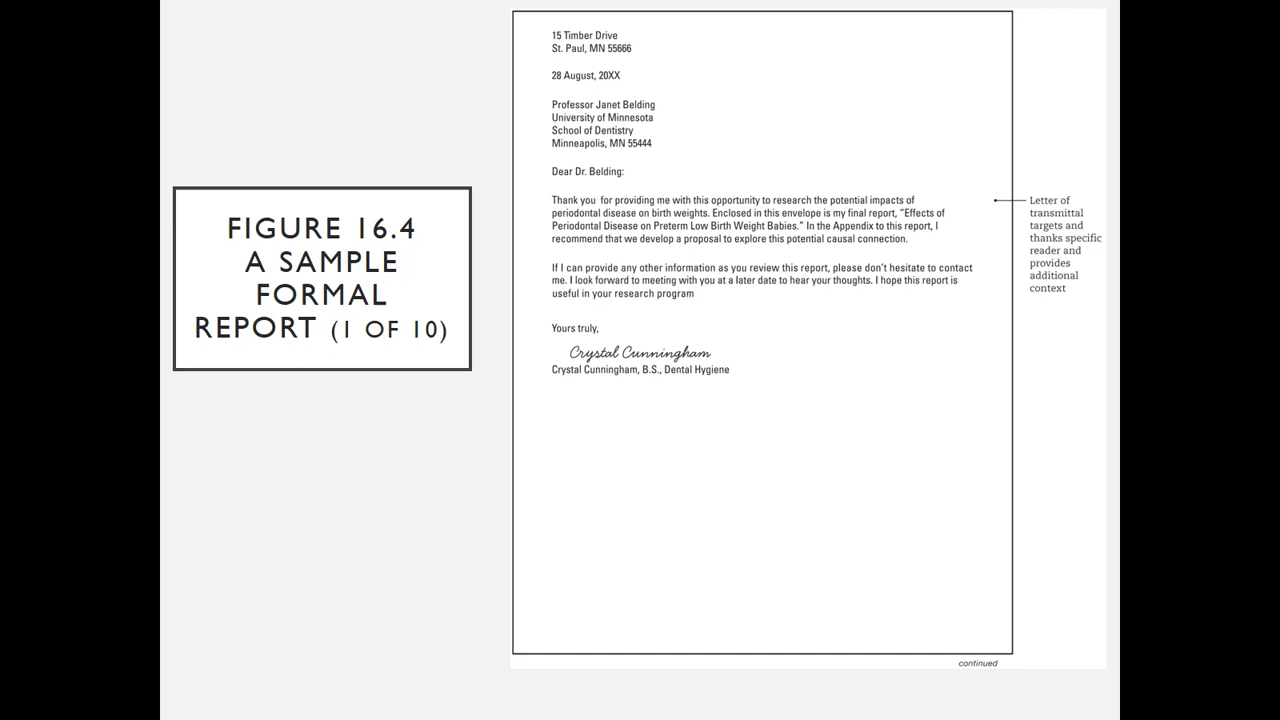 FIGURE 16.4
A SAMPLE
FORMAL
REPORT (1 OF 10)
15 Timber Drive
St. Paul, MN 55666
28 August, 20XX
Professor Janet Belding
University of Minnesota
School of Dentistry
Minneapolis, MN 55444
Dear Dr. Belding:
Thank you for providing me with this opportunity to research the potential impacts of
periodontal disease on birth weights. Enclosed in this envelope is my final report, “Effects of
Periodontal Disease on Preterm Low Birth Weight Babies.” In the Appendix to this report, I
recommend that we develop a proposal to explore this potential causal connection.
If I can provide any other information as you review this report, please don’t hesitate to contact
me. I look forward to meeting with you at a later date to hear your thoughts. I hope this report is
useful in your research program
Yours truly,
Crystal Cunningham
Crystal Cunningham, B.S., Dental Hygiene
Letter of
transmittal
targets and
thanks specific
reader and
provides
additional
context
continued